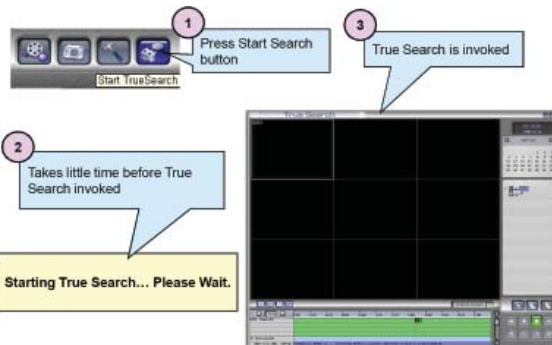 1
Press Start Search
button
Start TrueSearch
2
Takes little time before True
Search invoked
Starting True Search... Please Wait.
3
True Search is invoked
True Search